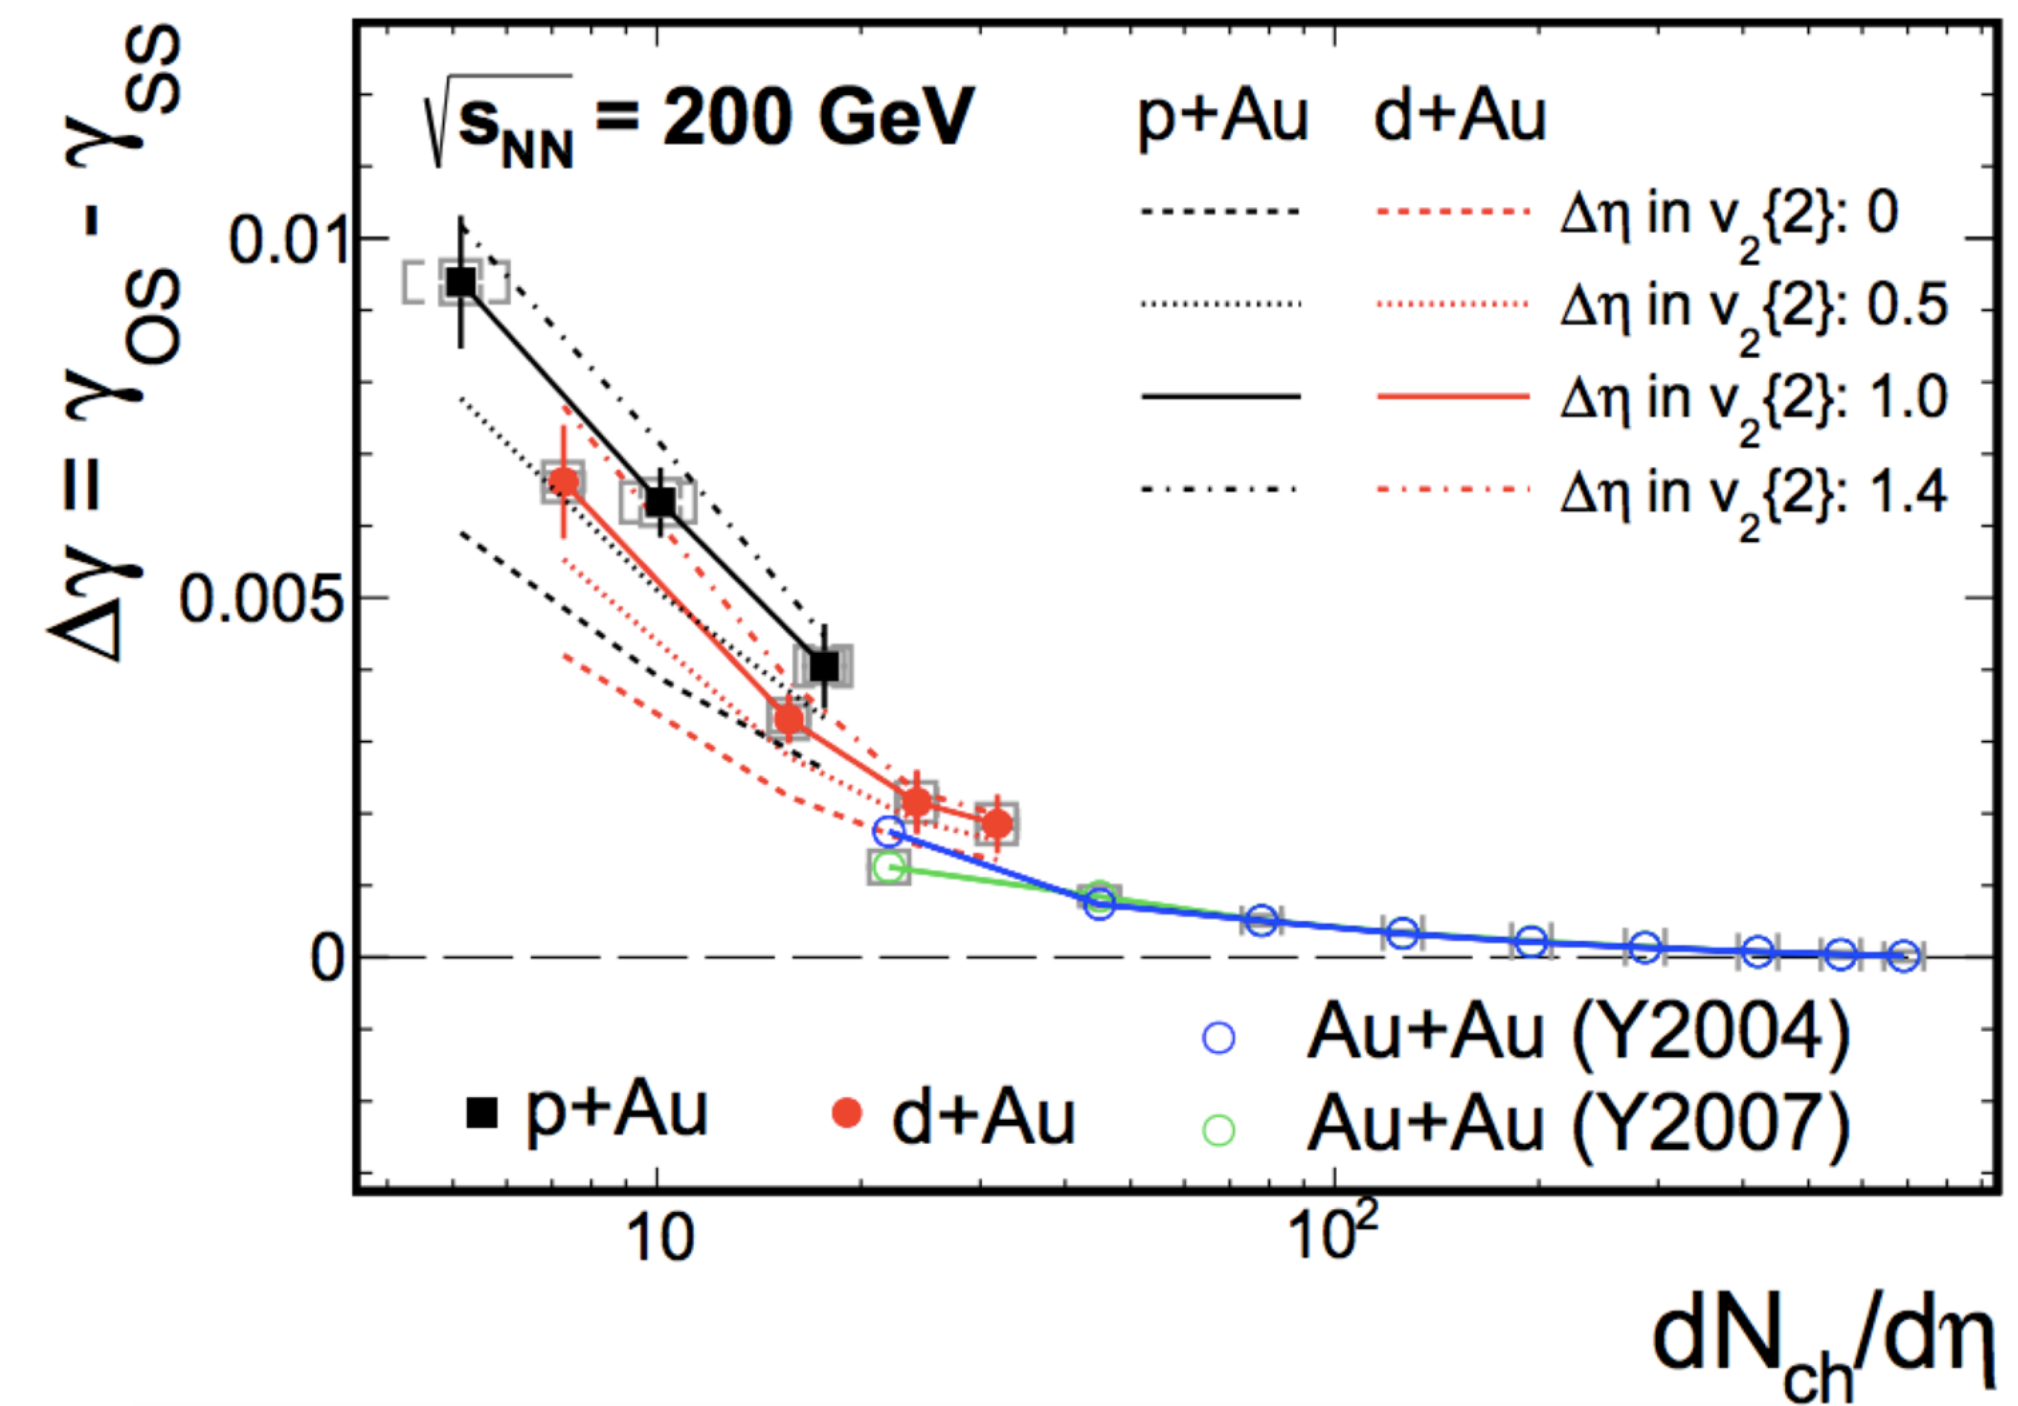 Δγ = γOS - γSS
√sNN = 200 GeV
p+Au d+Au
Δη in v2{2}: 0
Δη in v2{2}: 0.5
Δη in v2{2}: 1.0
Δη in v2{2}: 1.4
0.01
0.005
0
p+Au
d+Au
Au+Au (Y2004)
Au+Au (Y2007)
10
10²
dNch/dη